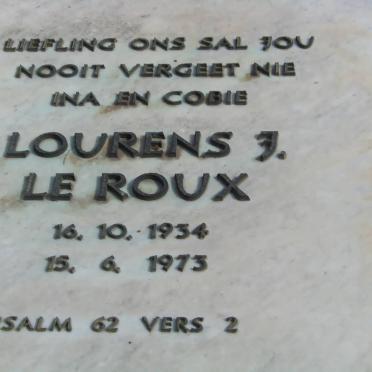 LIEFLING ONS SAL JOU
NOOIT VERGEET NIE
INA EN COBIE
LOURENS J.
LE ROUX
16. 10. 1934
15. 6. 1973
PSALM 62 VERS 2